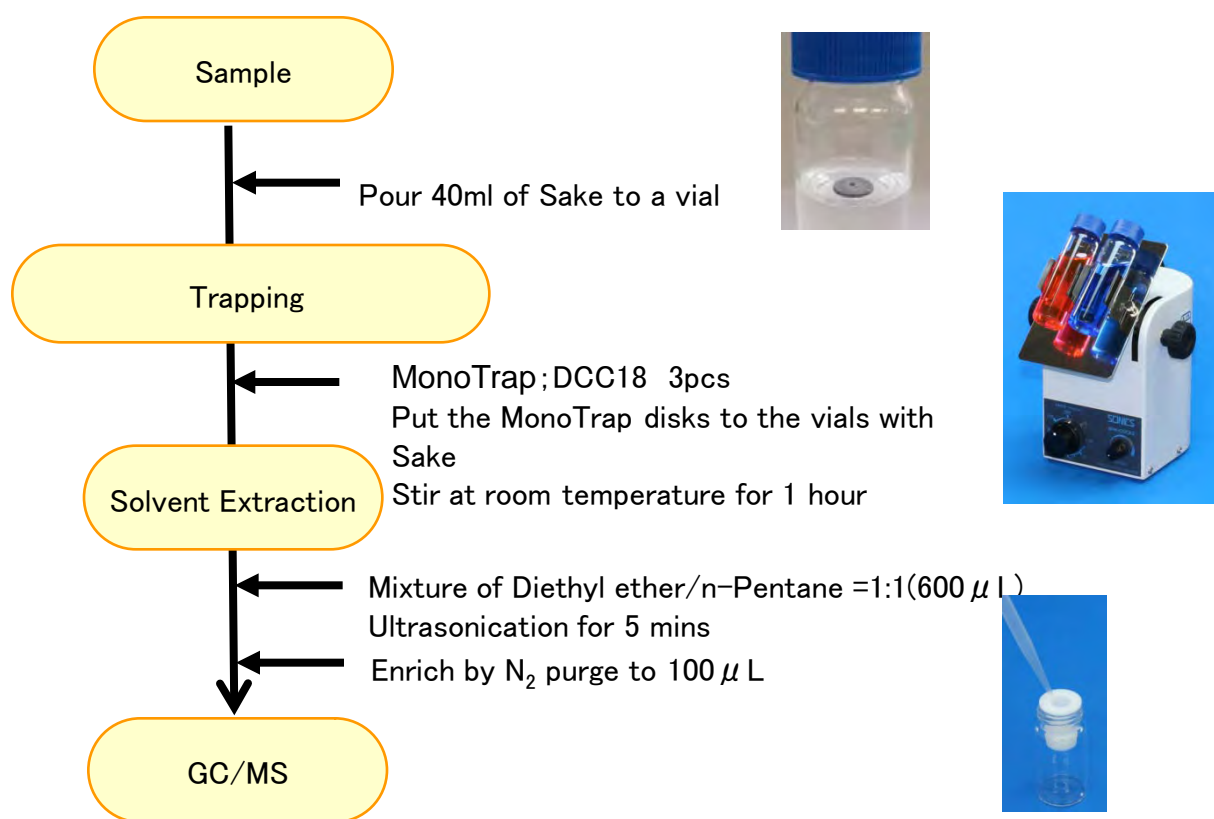 Sample
Pour 40ml of Sake to a vial
Trapping
MonoTrap;DCC18 3pcs
Put the MonoTrap disks to the vials with
Sake
Stir at room temperature for 1 hour
Solvent Extraction
Mixture of Diethyl ether/n-Pentane =1:1(600μL)
Ultrasonication for 5 mins
Enrich by N₂ purge to 100μL
GC/MS
SONICS